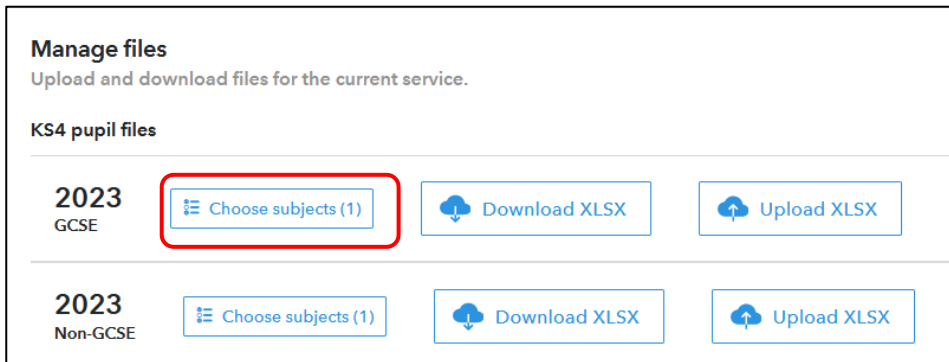 Manage files
Upload and download files for the current service.
KS4 pupil files
2023
GCSE
Choose subjects (1)
Download XLSX
Upload XLSX
2023
Non-GCSE
Choose subjects (1)
Download XLSX
Upload XLSX